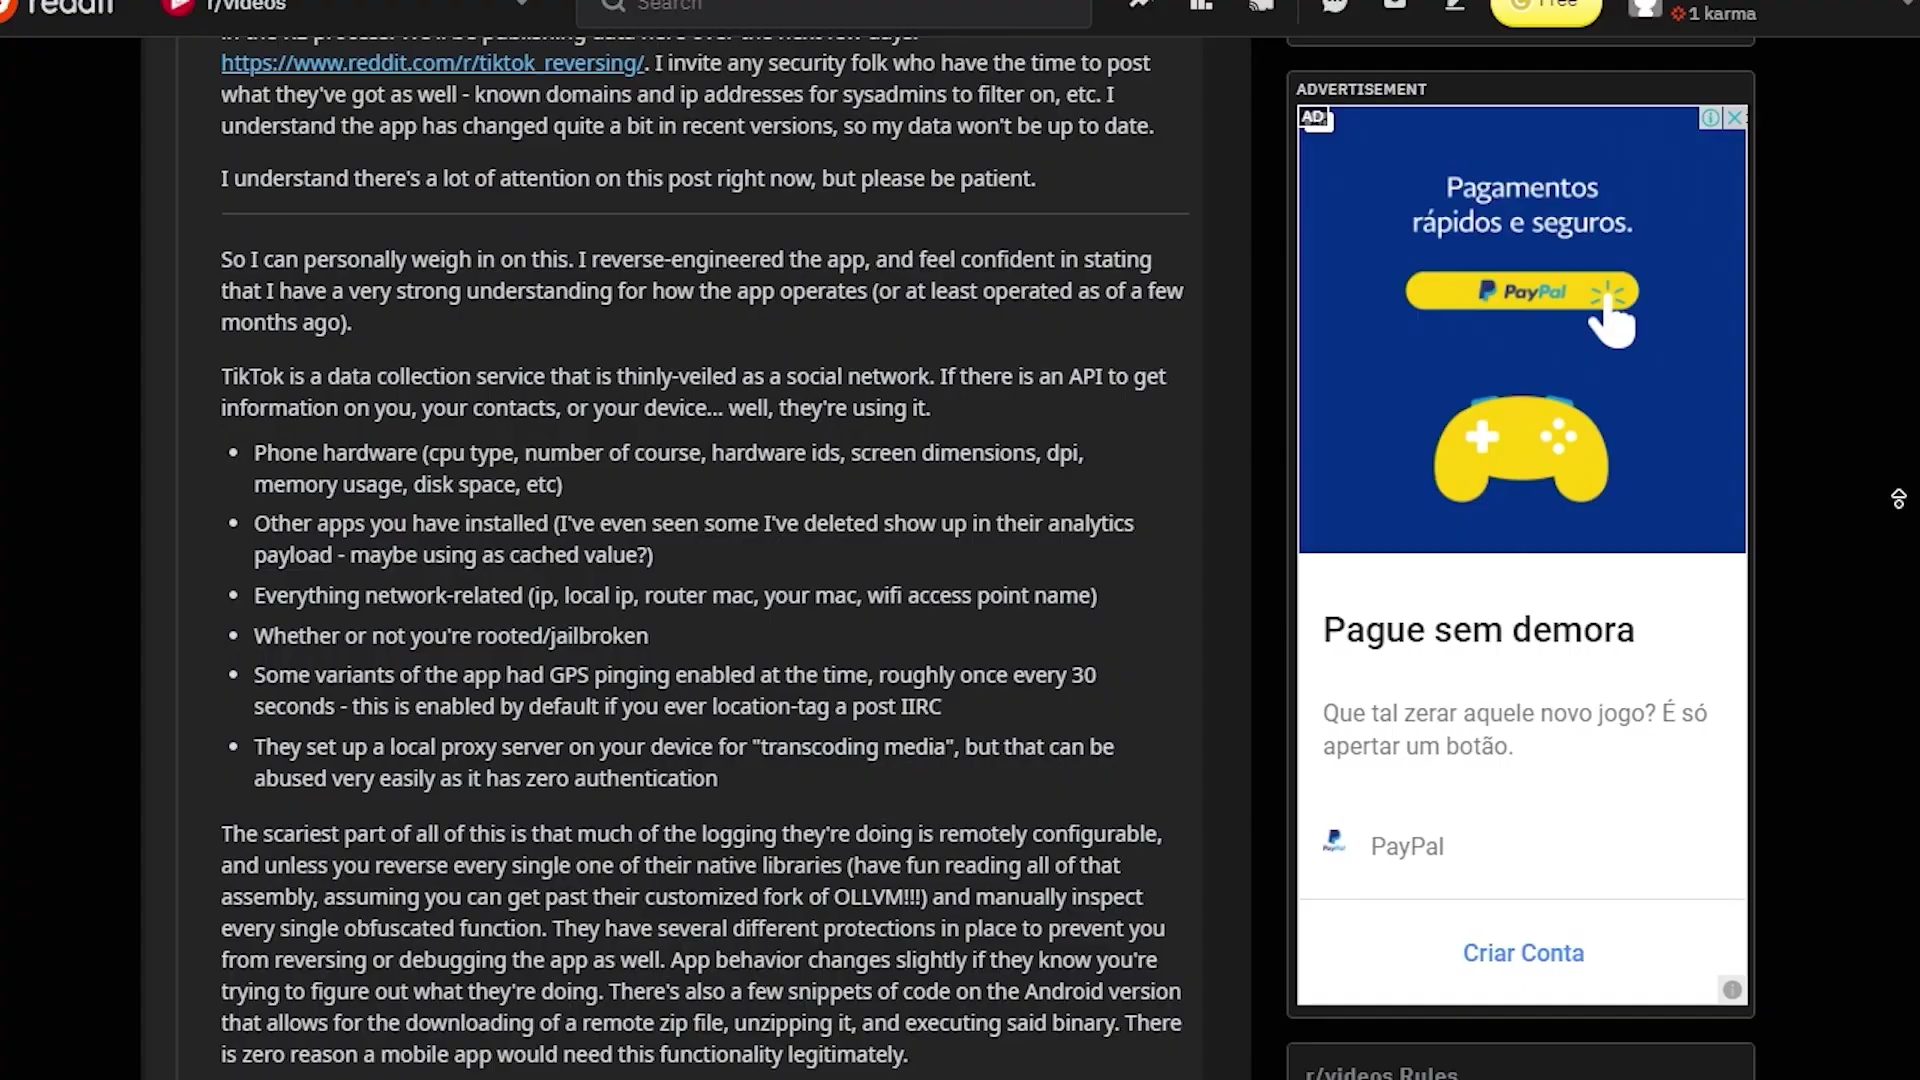 reddit
r/videos
Search
Free
1 karma
https://www.reddit.com/r/tiktok_reversing/. I invite any security folk who have the time to post
what they've got as well - known domains and ip addresses for sysadmins to filter on, etc. I
understand the app has changed quite a bit in recent versions, so my data won't be up to date.
I understand there's a lot of attention on this post right now, but please be patient.
So I can personally weigh in on this. I reverse-engineered the app, and feel confident in stating
that I have a very strong understanding for how the app operates (or at least operated as of a few
months ago).
TikTok is a data collection service that is thinly-veiled as a social network. If there is an API to get
information on you, your contacts, or your device... well, they're using it.
• Phone hardware (cpu type, number of course, hardware ids, screen dimensions, dpi,
memory usage, disk space, etc)
• Other apps you have installed (I've even seen some I've deleted show up in their analytics
payload - maybe using as cached value?)
• Everything network-related (ip, local ip, router mac, your mac, wifi access point name)
• Whether or not you're rooted/jailbroken
• Some variants of the app had GPS pinging enabled at the time, roughly once every 30
seconds - this is enabled by default if you ever location-tag a post IIRC
• They set up a local proxy server on your device for "transcoding media", but that can be
abused very easily as it has zero authentication
The scariest part of all of this is that much of the logging they're doing is remotely configurable,
and unless you reverse every single one of their native libraries (have fun reading all of that
assembly, assuming you can get past their customized fork of OLLVM!!!) and manually inspect
every single obfuscated function. They have several different protections in place to prevent you
from reversing or debugging the app as well. App behavior changes slightly if they know you're
trying to figure out what they're doing. There's also a few snippets of code on the Android version
that allows for the downloading of a remote zip file, unzipping it, and executing said binary. There
is zero reason a mobile app would need this functionality legitimately.
ADVERTISEMENT
AD
Pagamentos
rápidos e seguros.
PayPal
Pague sem demora
Que tal zerar aquele novo jogo? É só
apertar um botão.
PayPal
Criar Conta
r/videos Rules